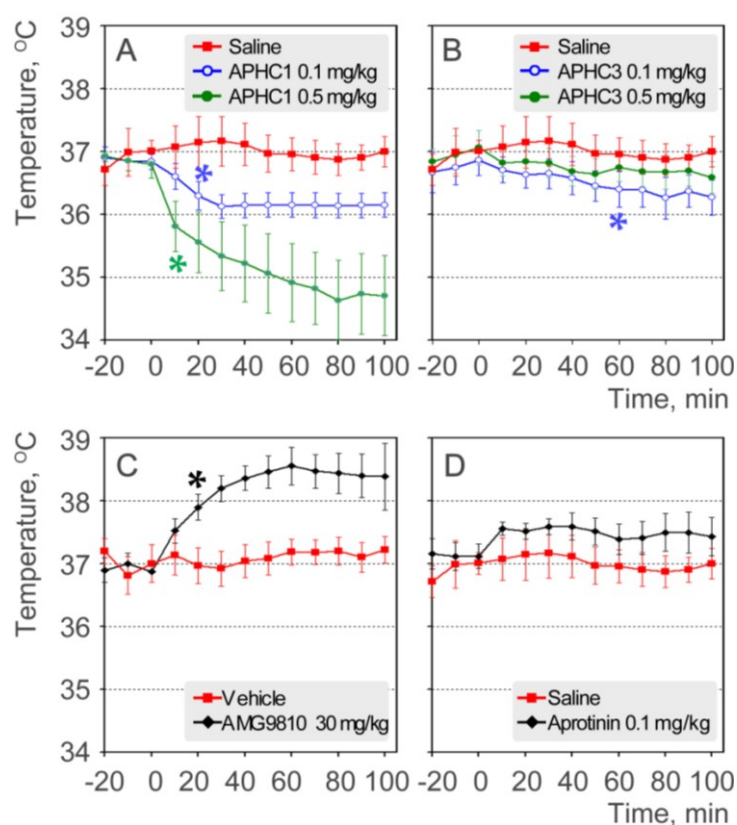 Temperature, °C
39
38
37
36
35
34
A
Saline
APHC1 0.1 mg/kg
APHC1 0.5 mg/kg
*
*
-20 0 20 40 60 80 100
B
Saline
APHC3 0.1 mg/kg
APHC3 0.5 mg/kg
*
-20 0 20 40 60 80 100
Time, min
Temperature, °C
39
38
37
36
35
34
C
*
Vehicle
AMG9810 30 mg/kg
-20 0 20 40 60 80 100
D
Saline
Aprotinin 0.1 mg/kg
-20 0 20 40 60 80 100
Time, min